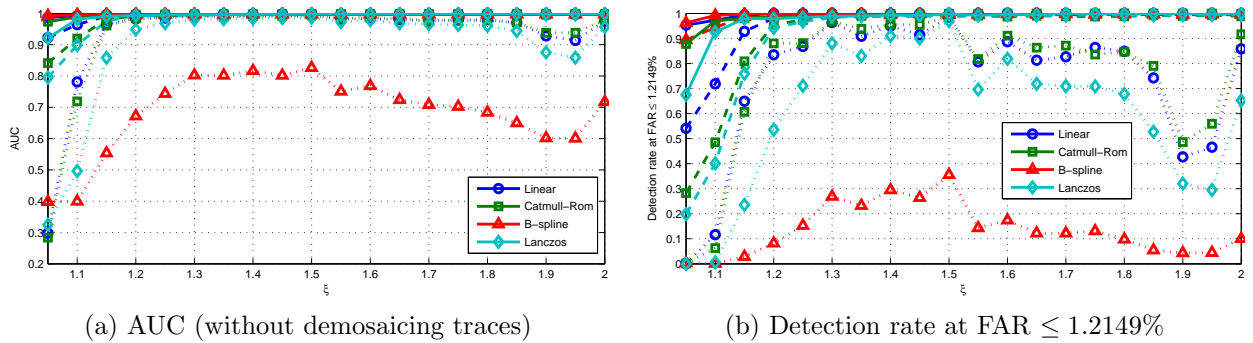 1
0.9
0.8
0.7
0.6
0.5
0.4
0.3
0.2
AUC
1.1 1.2 1.3 1.4 1.5 1.6 1.7 1.8 1.9 2
ξ
Linear
Catmull−Rom
B−spline
Lanczos
(a) AUC (without demosaicing traces)
1
0.9
0.8
0.7
0.6
0.5
0.4
0.3
0.2
0.1
0
Detection rate at FAR ≤ 1.2149%
1.1 1.2 1.3 1.4 1.5 1.6 1.7 1.8 1.9 2
ξ
Linear
Catmull−Rom
B−spline
Lanczos
(b) Detection rate at FAR ≤ 1.2149%